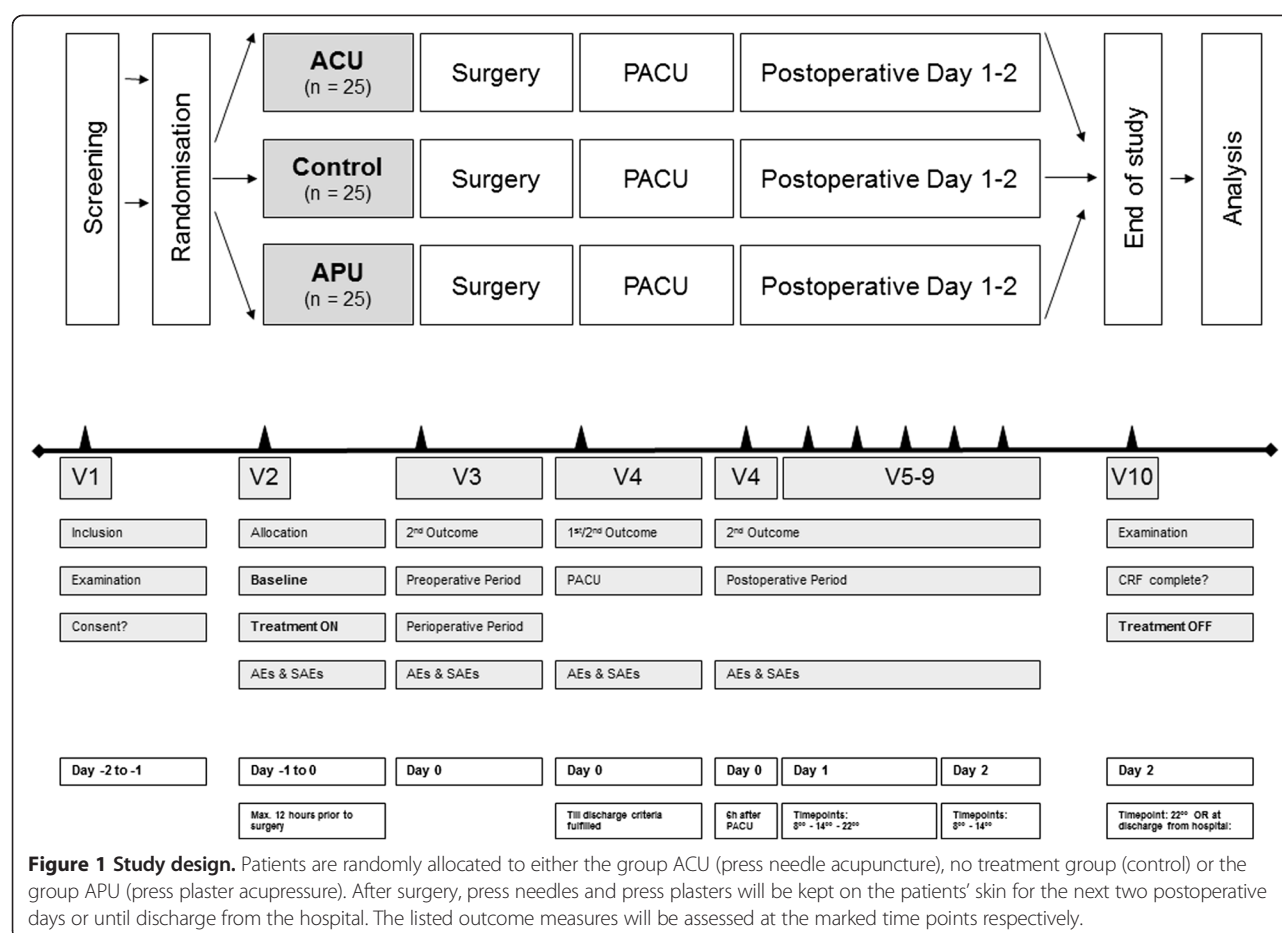 Screening
Randomisation
ACU
(n = 25)
Surgery
PACU
Postoperative Day 1-2
Control
(n = 25)
Surgery
PACU
Postoperative Day 1-2
APU
(n = 25)
Surgery
PACU
Postoperative Day 1-2
End of study
Analysis
V1
V2
V3
V4
V4
V5-9
V10
Inclusion
Allocation
2nd Outcome
1st/2nd Outcome
2nd Outcome
Examination
Examination
Baseline
Preoperative Period
PACU
Postoperative Period
CRF complete?
Consent?
Treatment ON
Perioperative Period
Treatment OFF
AEs & SAEs
AEs & SAEs
AEs & SAEs
AEs & SAEs
Day -2 to -1
Day -1 to 0
Day 0
Day 0
Day 0
Day 1
Day 2
Day 2
Max. 12 hours prior to
surgery
Till discharge criteria
fulfilled
6h after
PACU
Timepoints:
8⁰⁰ - 14⁰⁰ - 22⁰⁰
Timepoints:
8⁰⁰ - 14⁰⁰
Timepoint: 22⁰⁰ OR at
discharge from hospital:
Figure 1 Study design. Patients are randomly allocated to either the group ACU (press needle acupuncture), no treatment group (control) or the
group APU (press plaster acupressure). After surgery, press needles and press plasters will be kept on the patients' skin for the next two postoperative
days or until discharge from the hospital. The listed outcome measures will be assessed at the marked time points respectively.